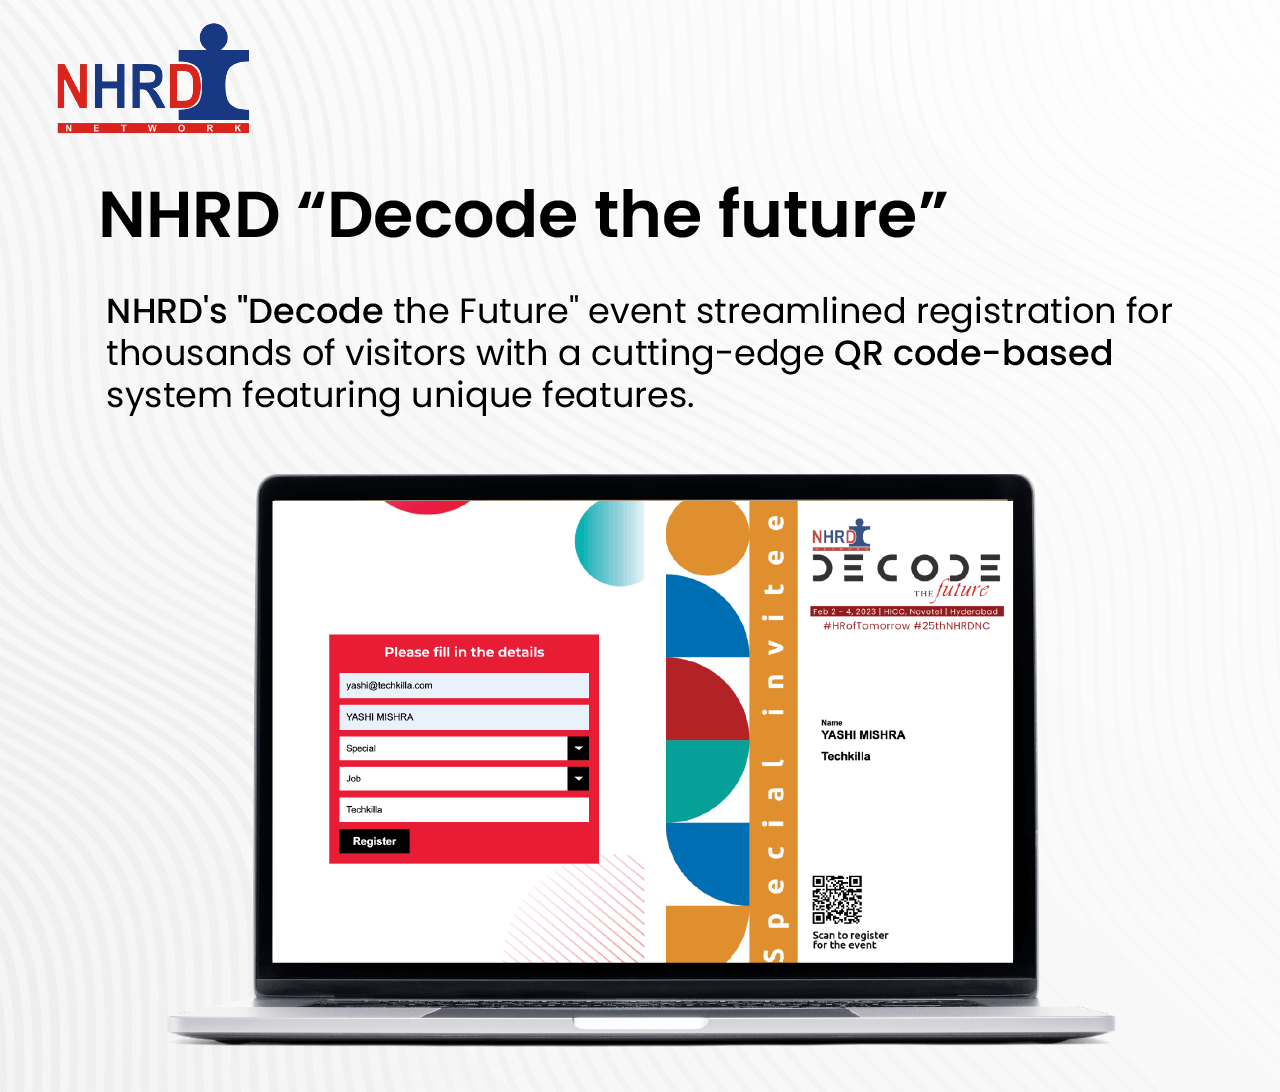 NHRD
NETWORK
NHRD “Decode the future”
NHRD's "Decode the Future" event streamlined registration for
thousands of visitors with a cutting-edge QR code-based
system featuring unique features.
Please fill in the details
yashi@techkilla.com
YASHI MISHRA
Special
Job
Techkilla
Register
Special invitee
NHRD
NETWORK
DECODE
THE future
Feb 2 - 4, 2023 | HICC, Novotel | Hyderabad
#HRofTomorrow #25thNHRDNC
Name
YASHI MISHRA
Techkilla
Scan to register
for the event